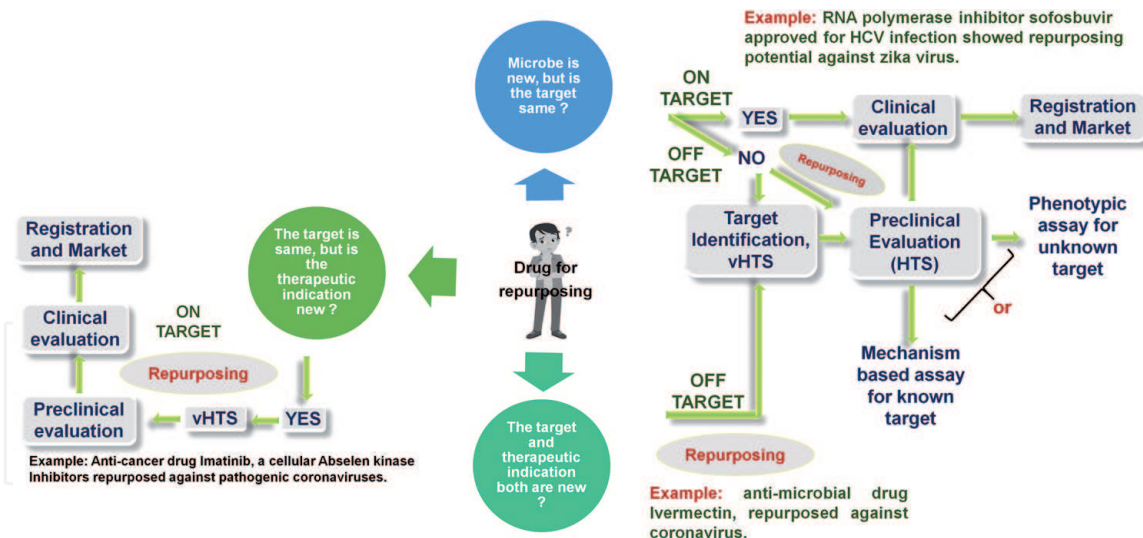 Example: RNA polymerase inhibitor sofosbuvir
approved for HCV infection showed repurposing
potential against zika virus.
Microbe is
new, but is
the target
same ?
ON
TARGET
YES
Clinical
evaluation
Registration
and Market
OFF
TARGET
NO
Repurposing
Target
Identification,
vHTS
Preclinical
Evaluation
(HTS)
Phenotypic
assay for
unknown
target
or
Mechanism
based assay
for known
target
Registration
and Market
The target is
same, but is
the
therapeutic
indication
new ?
?
Drug for
repurposing
Clinical
evaluation
ON
TARGET
Repurposing
Preclinical
evaluation
vHTS
YES
Example: Anti-cancer drug Imatinib, a cellular Abselen kinase
Inhibitors repurposed against pathogenic coronaviruses.
OFF
TARGET
The target
and
therapeutic
indication
both are new
?
Repurposing
Example: anti-microbial drug
Ivermectin, repurposed against
coronavirus.